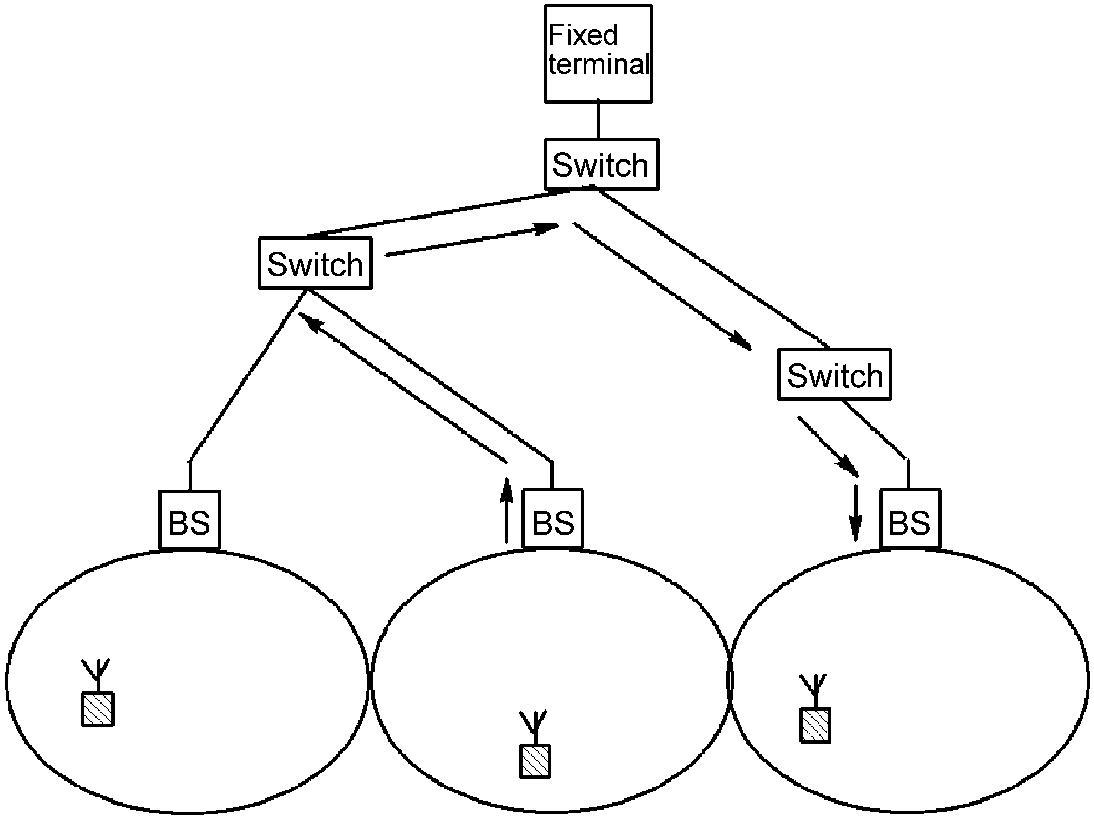 Fixed
terminal
Switch
Switch
Switch
BS
BS
BS